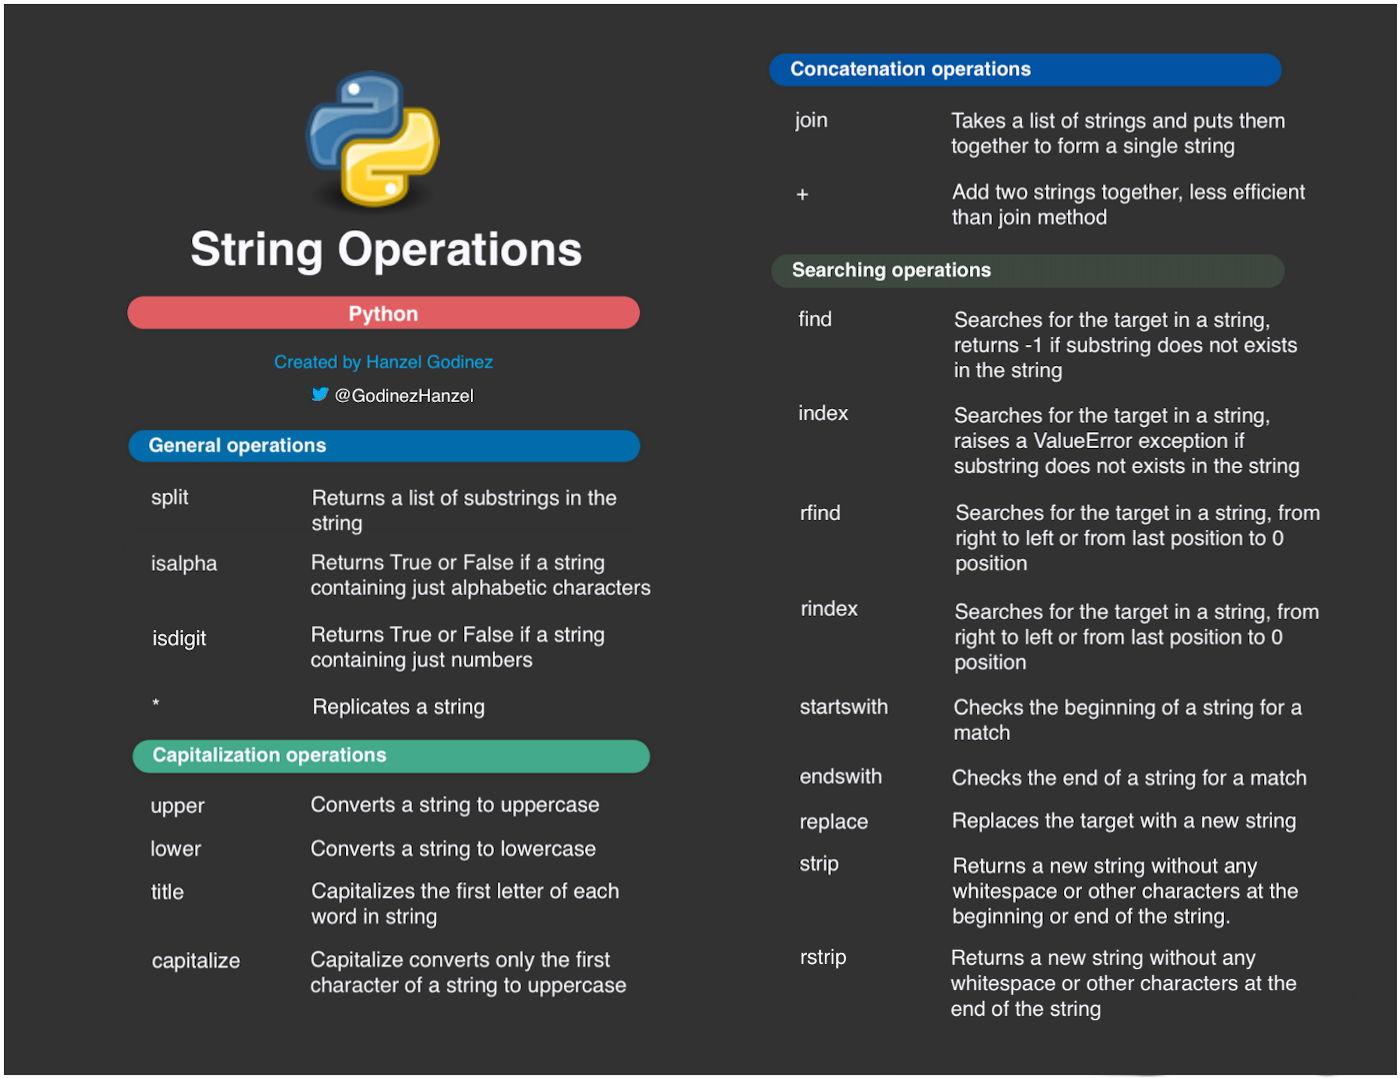 String Operations
Python
Created by Hanzel Godinez
@GodinezHanzel
General operations
split
Returns a list of substrings in the
string
isalpha
Returns True or False if a string
containing just alphabetic characters
isdigit
Returns True or False if a string
containing just numbers
*
Replicates a string
Capitalization operations
upper
Converts a string to uppercase
lower
Converts a string to lowercase
title
Capitalizes the first letter of each
word in string
capitalize
Capitalize converts only the first
character of a string to uppercase
Concatenation operations
join
Takes a list of strings and puts them
together to form a single string
+
Add two strings together, less efficient
than join method
Searching operations
find
Searches for the target in a string,
returns -1 if substring does not exists
in the string
index
Searches for the target in a string,
raises a ValueError exception if
substring does not exists in the string
rfind
Searches for the target in a string, from
right to left or from last position to 0
position
rindex
Searches for the target in a string, from
right to left or from last position to 0
position
startswith
Checks the beginning of a string for a
match
endswith
Checks the end of a string for a match
replace
Replaces the target with a new string
strip
Returns a new string without any
whitespace or other characters at the
beginning or end of the string.
rstrip
Returns a new string without any
whitespace or other characters at the
end of the string